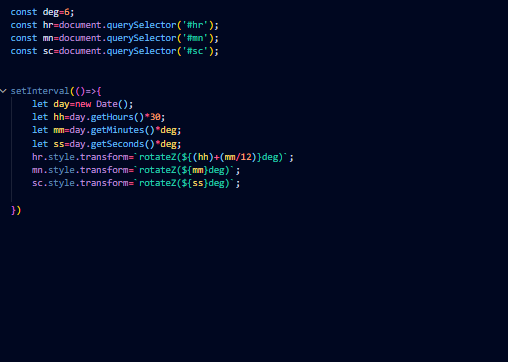 const deg=6;
const hr=document.querySelector('#hr');
const mn=document.querySelector('#mn');
const sc=document.querySelector('#sc');
setInterval(()=>{
let day=new Date();
let hh=day.getHours()*30;
let mm=day.getMinutes()*deg;
let ss=day.getSeconds()*deg;
hr.style.transform=`rotateZ(${(hh)+(mm/12)}deg)`;
mn.style.transform=`rotateZ(${mm}deg)`;
sc.style.transform=`rotateZ(${ss}deg)`;
})